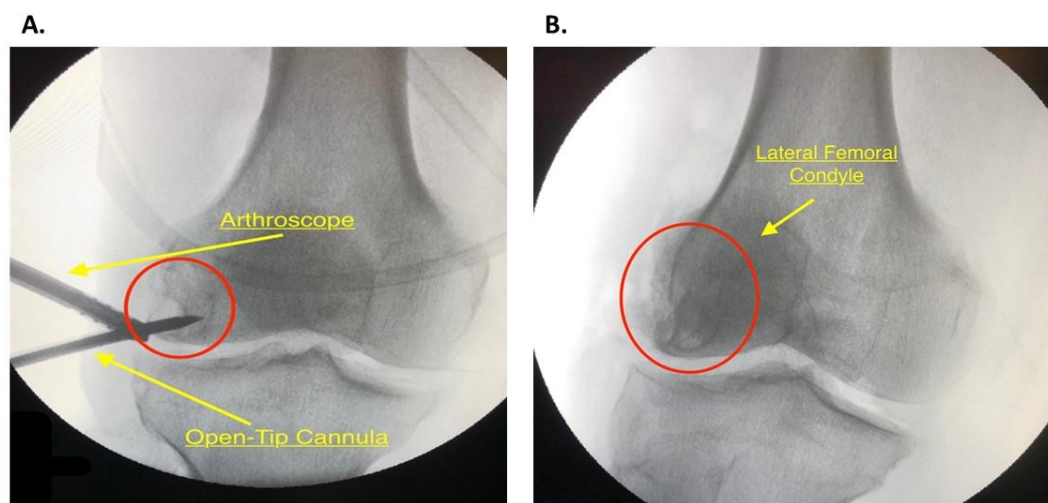 A.
B.
Arthroscope
Open-Tip Cannula
Lateral Femoral
Condyle